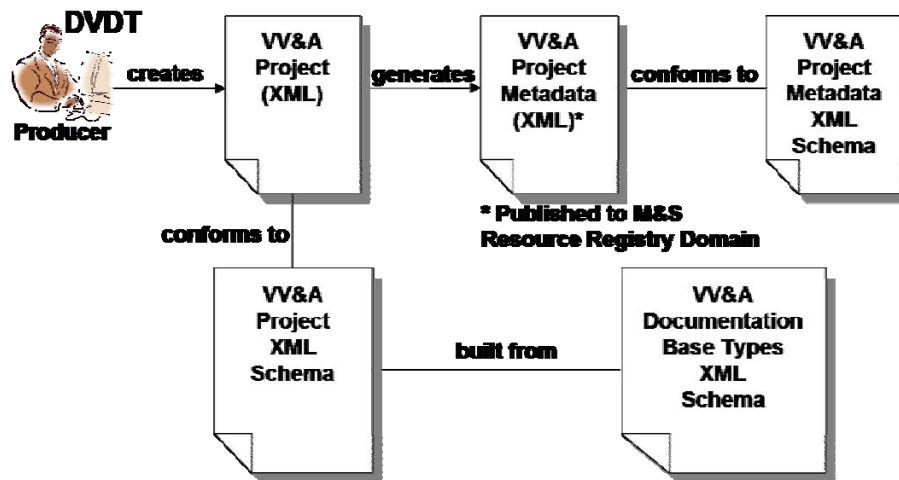 DVDT
Producer
creates
VV&A
Project
(XML)
generates
VV&A
Project
Metadata
(XML)*
conforms to
VV&A
Project
Metadata
XML
Schema
* Published to M&S
Resource Registry Domain
conforms to
VV&A
Project
XML
Schema
built from
VV&A
Documentation
Base Types
XML
Schema